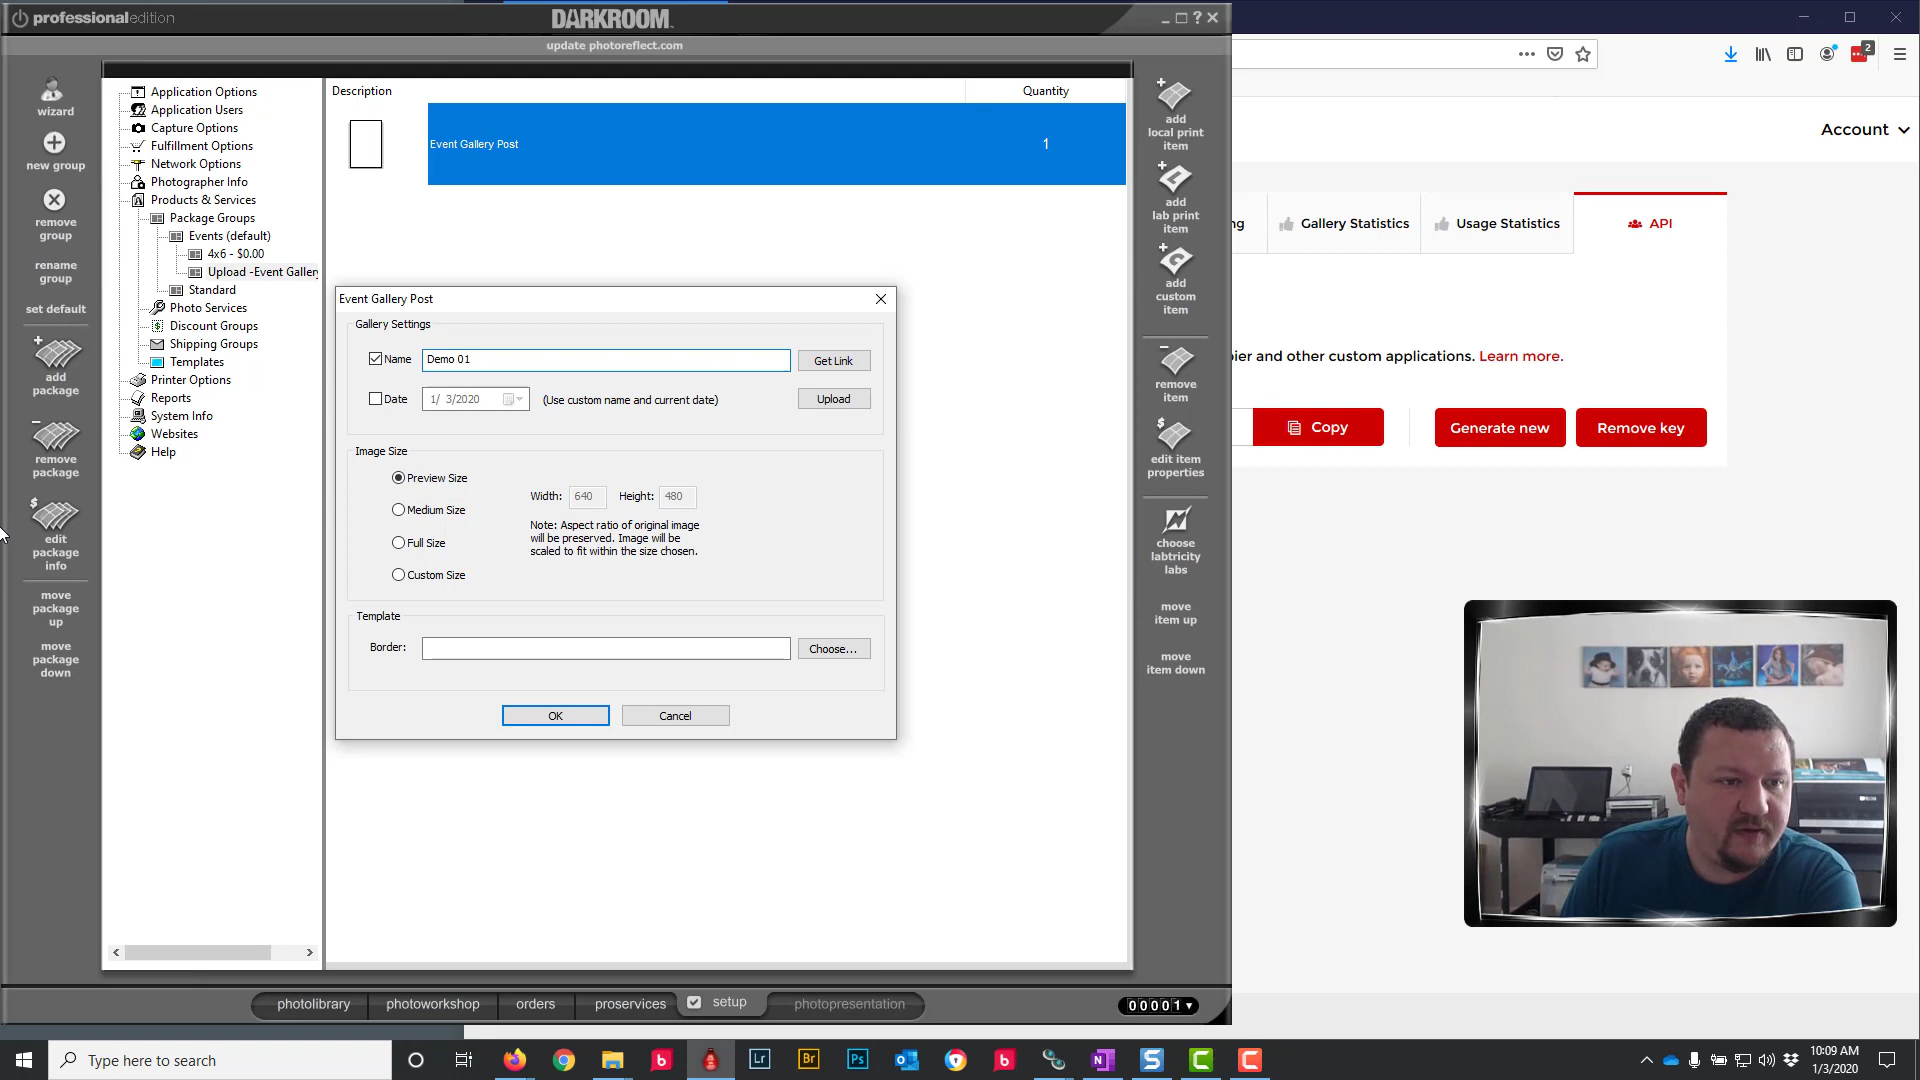 professionaledition
DARKROOM
update photoreflect.com
wizard
new group
remove
group
rename
group
set default
add
package
remove
package
edit
package
info
move
package
up
move
package
down
Application Options
Application Users
Capture Options
Fulfillment Options
Network Options
Photographer Info
Products & Services
Package Groups
Events (default)
4x6 - $0.00
Upload -Event Galler
Standard
Photo Services
Discount Groups
Shipping Groups
Templates
Printer Options
Reports
System Info
Websites
Help
Description Quantity
Event Gallery Post 1
Event Gallery Post
Gallery Settings
Name Demo 01 Get Link
Date 1/ 3/2020 (Use custom name and current date) Upload
Image Size
Preview Size
Medium Size
Full Size
Custom Size
Width: 640 Height: 480
Note: Aspect ratio of original image
will be preserved. Image will be
scaled to fit within the size chosen.
Template
Border: Choose...
OK Cancel
add
local print
item
add
lab print
item
add
custom
item
remove
item
edit item
properties
choose
labtricity
labs
move
item up
move
item down
photolibrary photoworkshop orders proservices setup photopresentation
00001
2
Account
ng Gallery Statistics Usage Statistics API
pier and other custom applications. Learn more.
Copy Generate new Remove key
Type here to search
Lr Br Ps
10:09 AM
1/3/2020